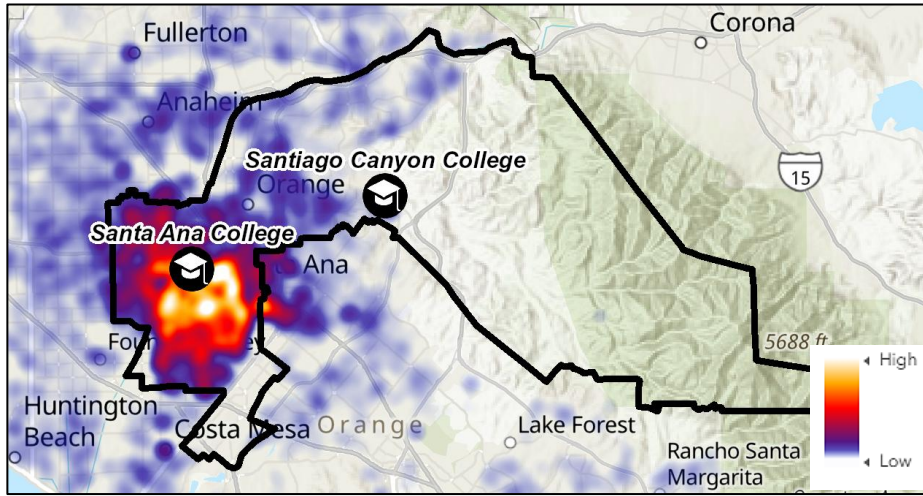 Corona
Fullerton
Anaheim
Santiago Canyon College
Orange
15
Santa Ana College
Ana
5688 ft
High
Low
Huntington
Beach
Costa Mesa
Orange
Lake Forest
Rancho Santa
Margarita